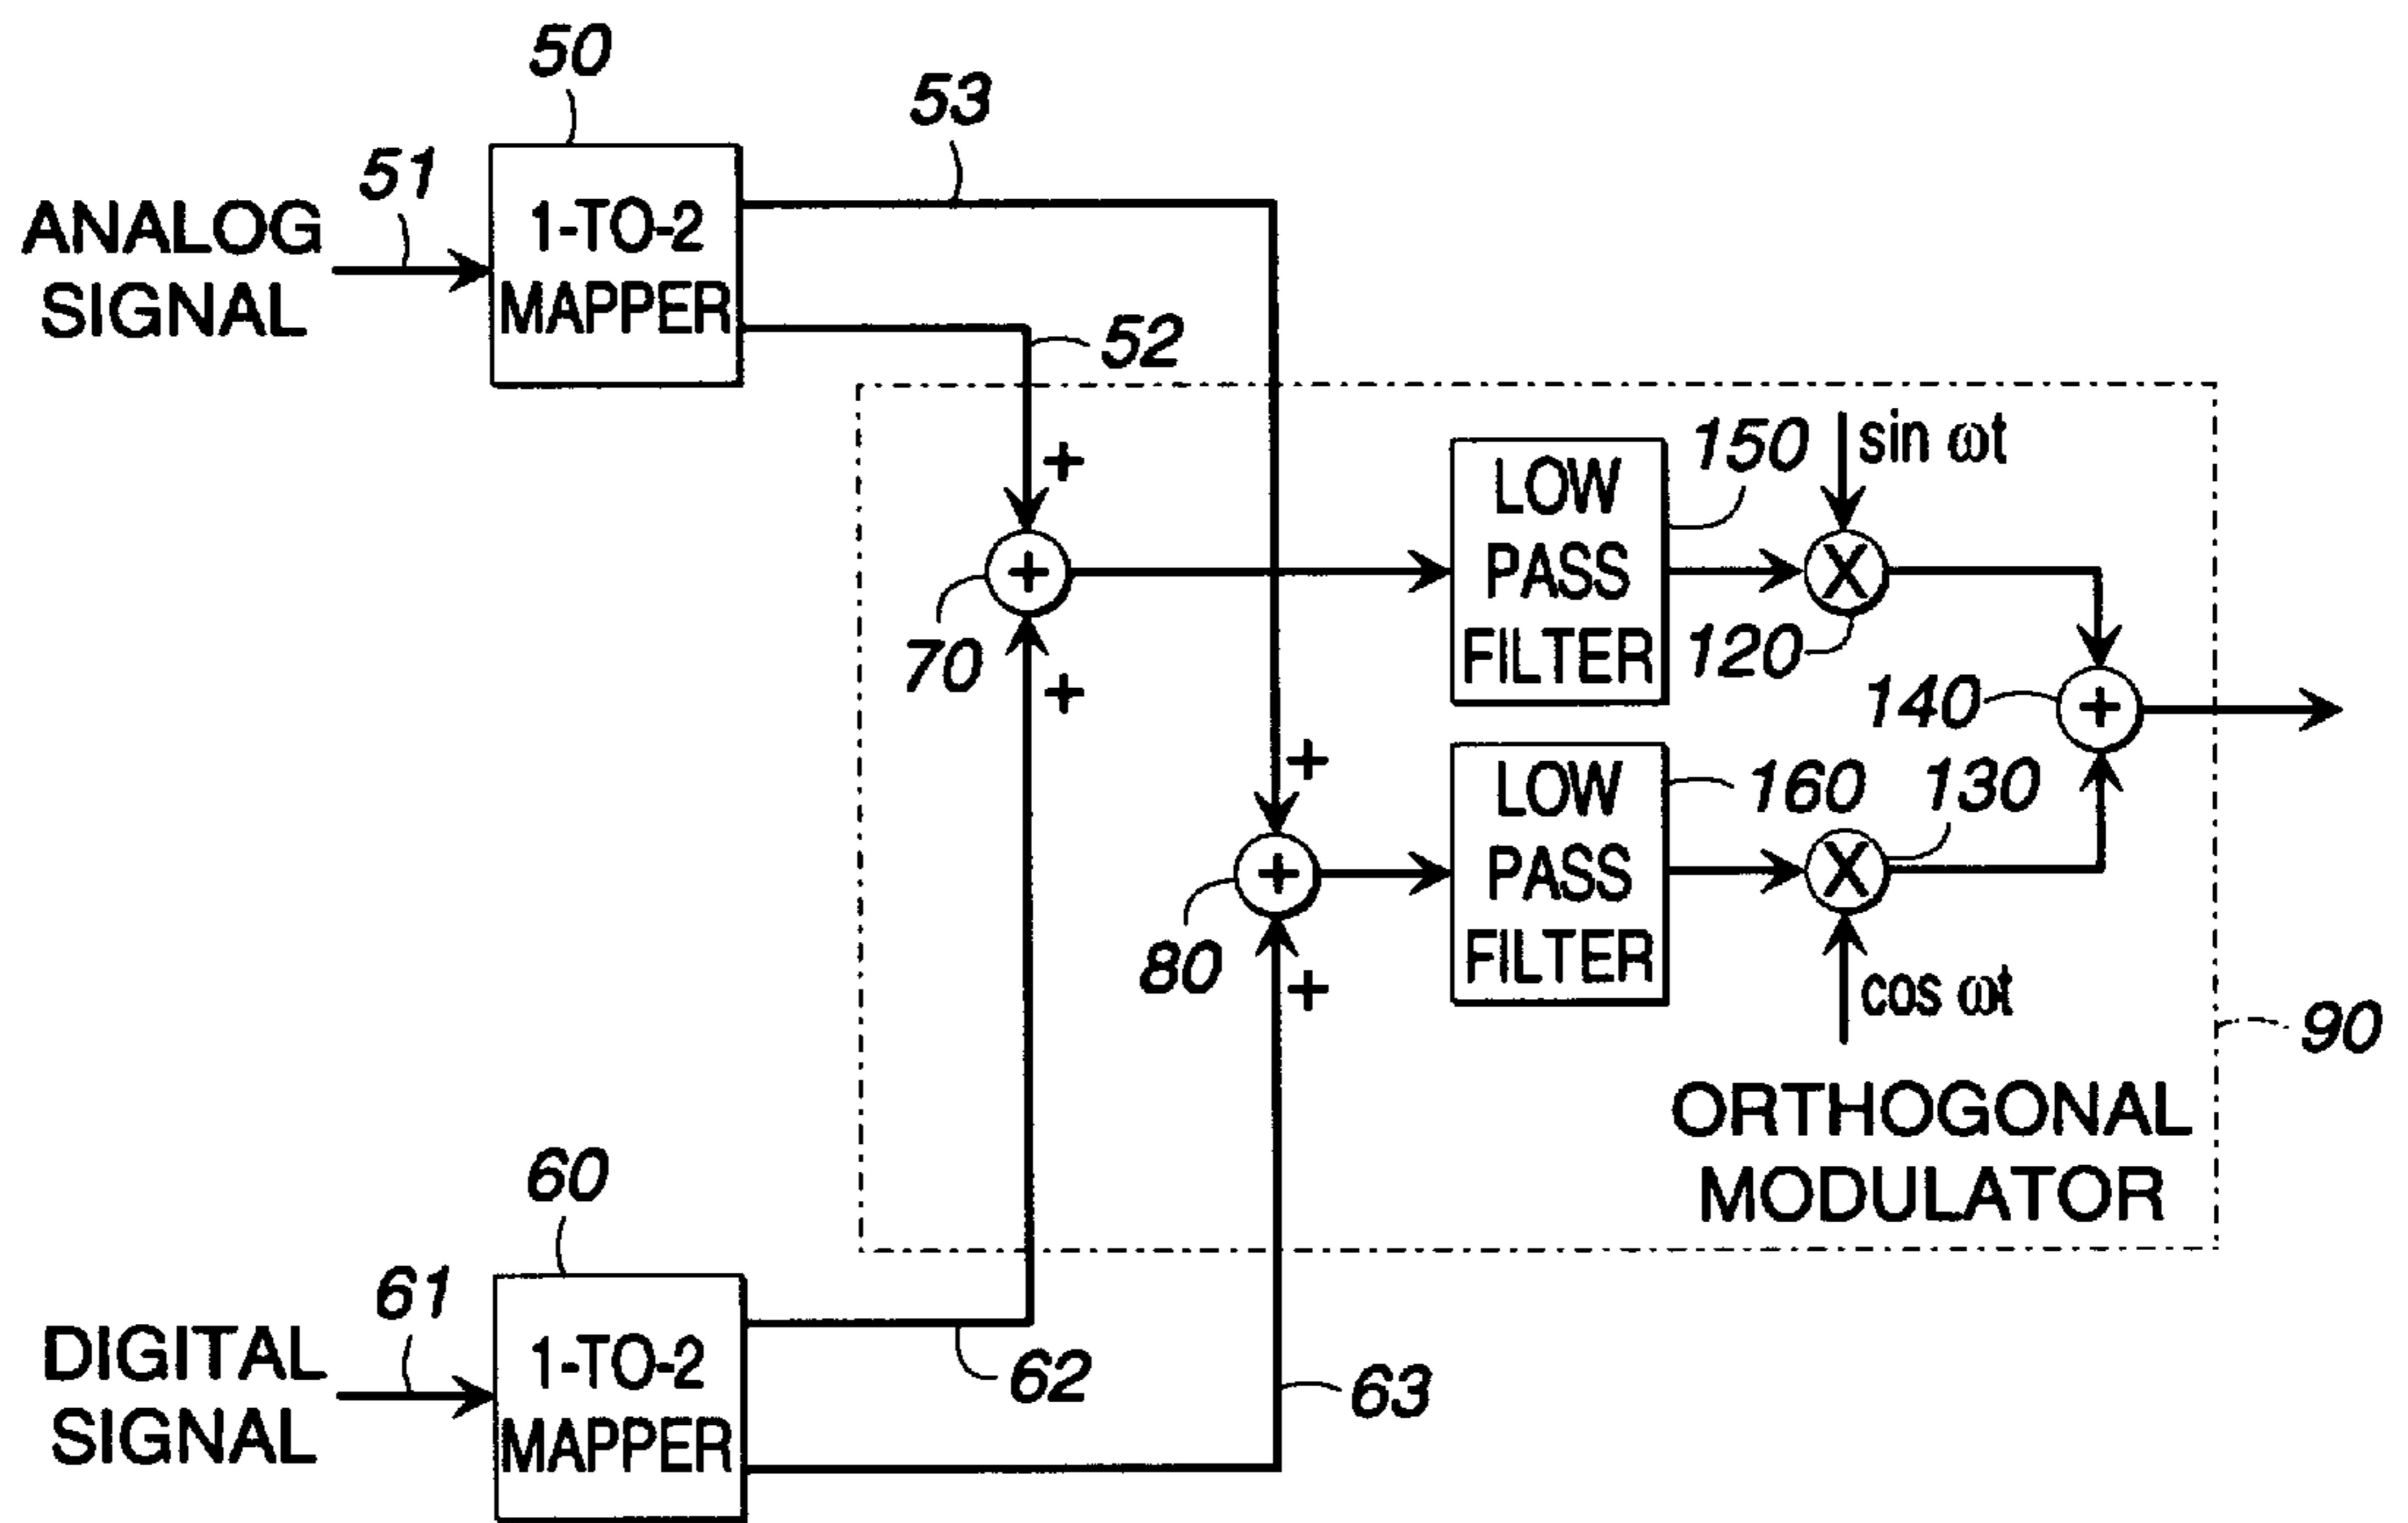 50
53
51
ANALOG
SIGNAL
1-TO-2
MAPPER
52
+
LOW
PASS
FILTER
150
sin ωt
+
X
70
+
120
140
+
+
LOW
PASS
FILTER
160
130
+
X
80
+
cos ωt
90
ORTHOGONAL
MODULATOR
60
61
DIGITAL
SIGNAL
1-TO-2
MAPPER
62
63